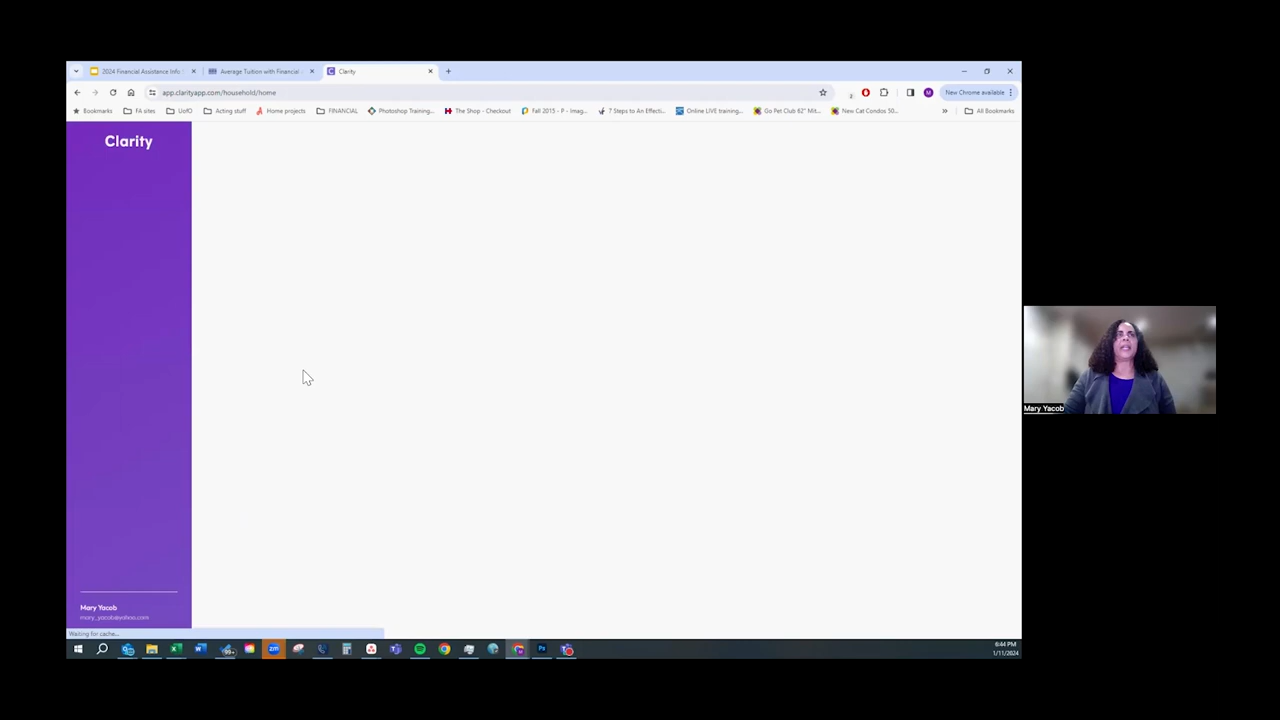 2024 Financial Assistance Info
Average Tuition with Financial
Clarity
app.clarityapp.com/household/home
New Chrome available
Bookmarks
FA sites
UofO
Acting stuff
Home projects
FINANCIAL
Photoshop Training...
The Shop - Checkout
Fall 2015 - P - Imag...
7 Steps to An Effecti...
Online LIVE training...
Go Pet Club 62" Mit...
New Cat Condos 50...
All Bookmarks
Clarity
Mary Yacob
mary_yacob@yahoo.com
Waiting for cache...
6:44 PM
1/11/2024
Mary Yacob